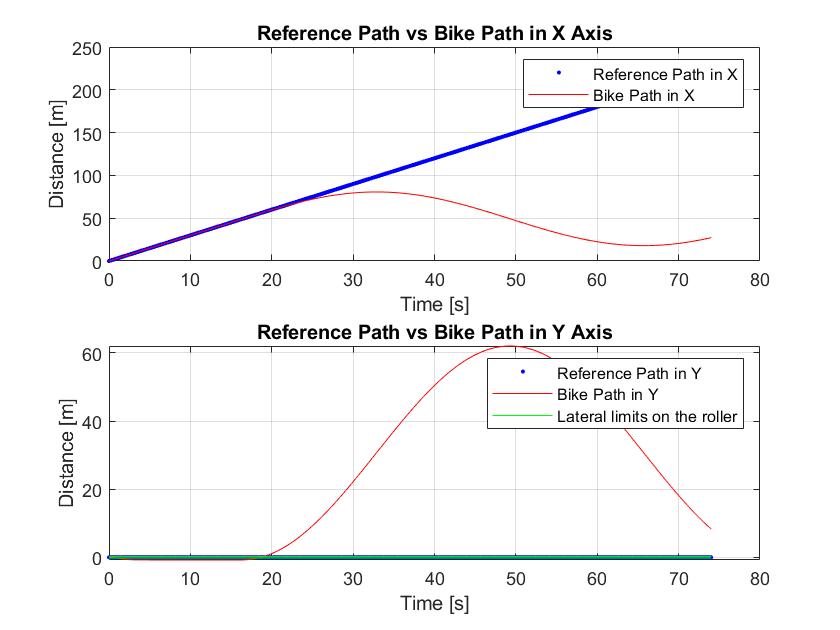 Reference Path vs Bike Path in X Axis
250
200
150
100
50
0
Distance [m]
Reference Path in X
Bike Path in X
0 10 20 30 40 50 60 70 80
Time [s]
Reference Path vs Bike Path in Y Axis
60
40
20
0
Distance [m]
Reference Path in Y
Bike Path in Y
Lateral limits on the roller
0 10 20 30 40 50 60 70 80
Time [s]